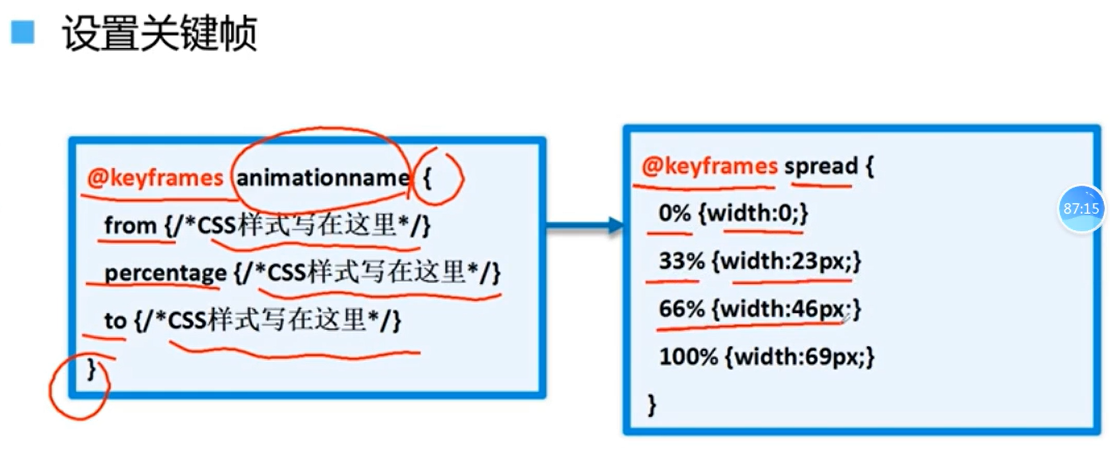 设置关键帧
@keyframes animationname {
from {/*CSS样式写在这里*/}
percentage {/*CSS样式写在这里*/}
to {/*CSS样式写在这里*/}
}
@keyframes spread {
0% {width:0;}
33% {width:23px;}
66% {width:46px;}
100% {width:69px;}
}
87:15